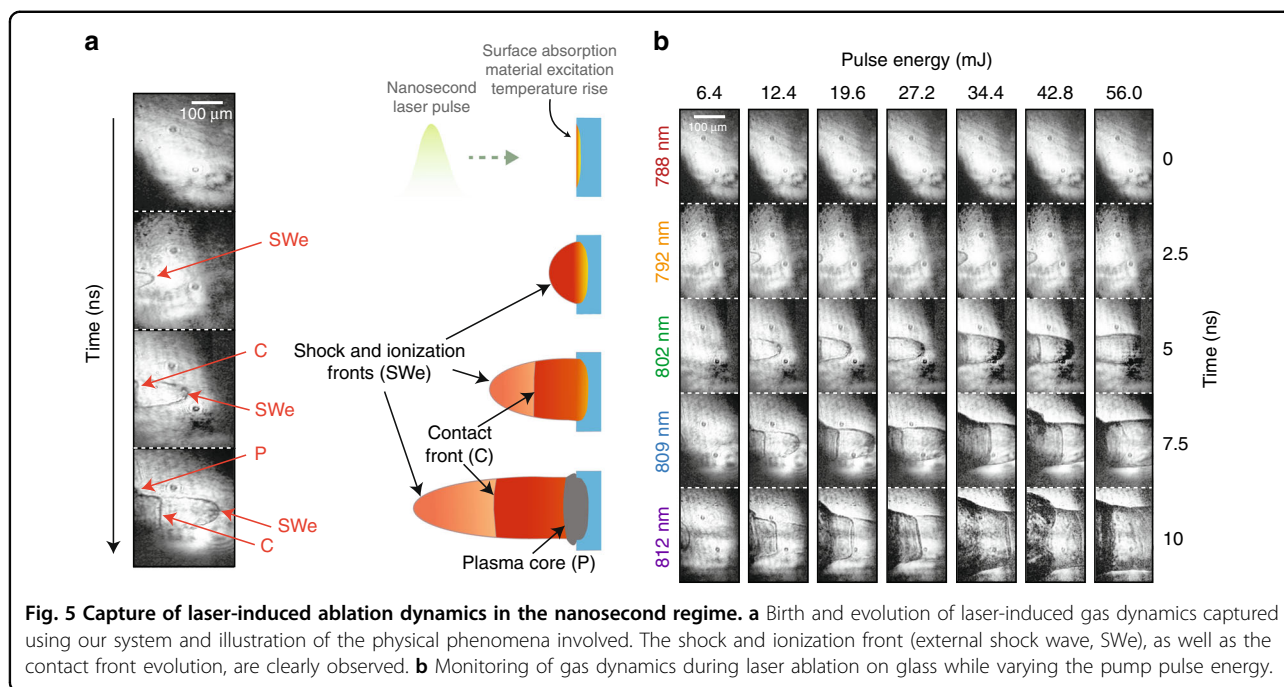 a
100 µm
Time (ns)
SWe
C
SWe
P
SWe
C
Nanosecond
laser pulse
Surface absorption
material excitation
temperature rise
Shock and ionization
fronts (SWe)
Contact
front (C)
Plasma core (P)
b
Pulse energy (mJ)
6.4 12.4 19.6 27.2 34.4 42.8 56.0
100 µm
788 nm
0
792 nm
2.5
802 nm
5
809 nm
7.5
812 nm
10
Time (ns)
Fig. 5 Capture of laser-induced ablation dynamics in the nanosecond regime. a Birth and evolution of laser-induced gas dynamics captured
using our system and illustration of the physical phenomena involved. The shock and ionization front (external shock wave, SWe), as well as the
contact front evolution, are clearly observed. b Monitoring of gas dynamics during laser ablation on glass while varying the pump pulse energy.